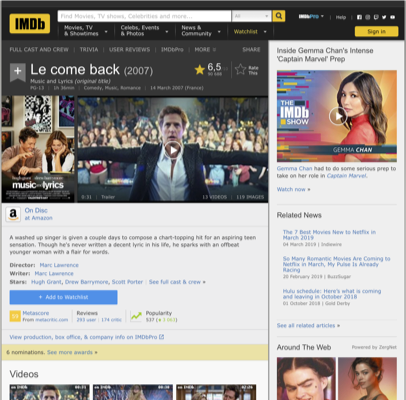 IMDb
Find Movies, TV shows, Celebrities and more...
All
IMDbPro
Help
Movies, TV & Showtimes
Celebs, Events & Photos
News & Community
Watchlist
Sign in
FULL CAST AND CREW | TRIVIA | USER REVIEWS | IMDbPro | MORE
SHARE
Le come back (2007)
Music and Lyrics (original title)
PG-13 | 1h 36min | Comedy, Music, Romance | 14 March 2007 (France)
6,5
Rate This
music and lyrics
0:31 | Trailer
13 VIDEOS | 119 IMAGES
On Disc
at Amazon
A washed up singer is given a couple days to compose a chart-topping hit for an aspiring teen
sensation. Though he's never written a decent lyric in his life, he sparks with an offbeat
younger woman with a flair for words.
Director: Marc Lawrence
Writer: Marc Lawrence
Stars: Hugh Grant, Drew Barrymore, Scott Porter | See full cast & crew »
+ Add to Watchlist
Metascore
From metacritic.com
Reviews
293 user | 174 critic
Popularity
537
View production, box office, & company info on IMDbPro
6 nominations. See more awards »
Videos
Inside Gemma Chan's Intense
'Captain Marvel' Prep
THE
IMDb
SHOW
GEMMA CHAN
Gemma Chan had to do some serious prep
to take on her role in Captain Marvel.
Watch now »
Related News
The 7 Best Movies New to Netflix in
March 2019
04 March 2019 | Indiewire
So Many Romantic Movies Are Coming to
Netflix in March, My Pulse Is Already
Racing
20 February 2019 | BuzzSugar
Hulu schedule: Here's what is coming
and leaving in October 2018
01 October 2018 | Gold Derby
See all related articles »
Around The Web
Powered by ZergNet